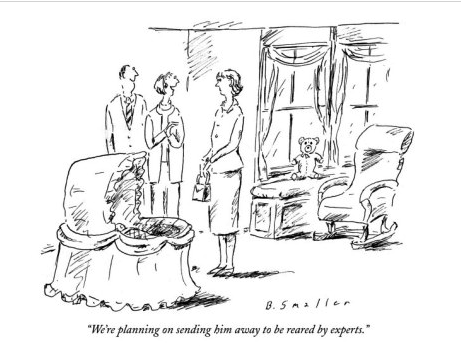 B. Smaller
“We’re planning on sending him away to be reared by experts.”